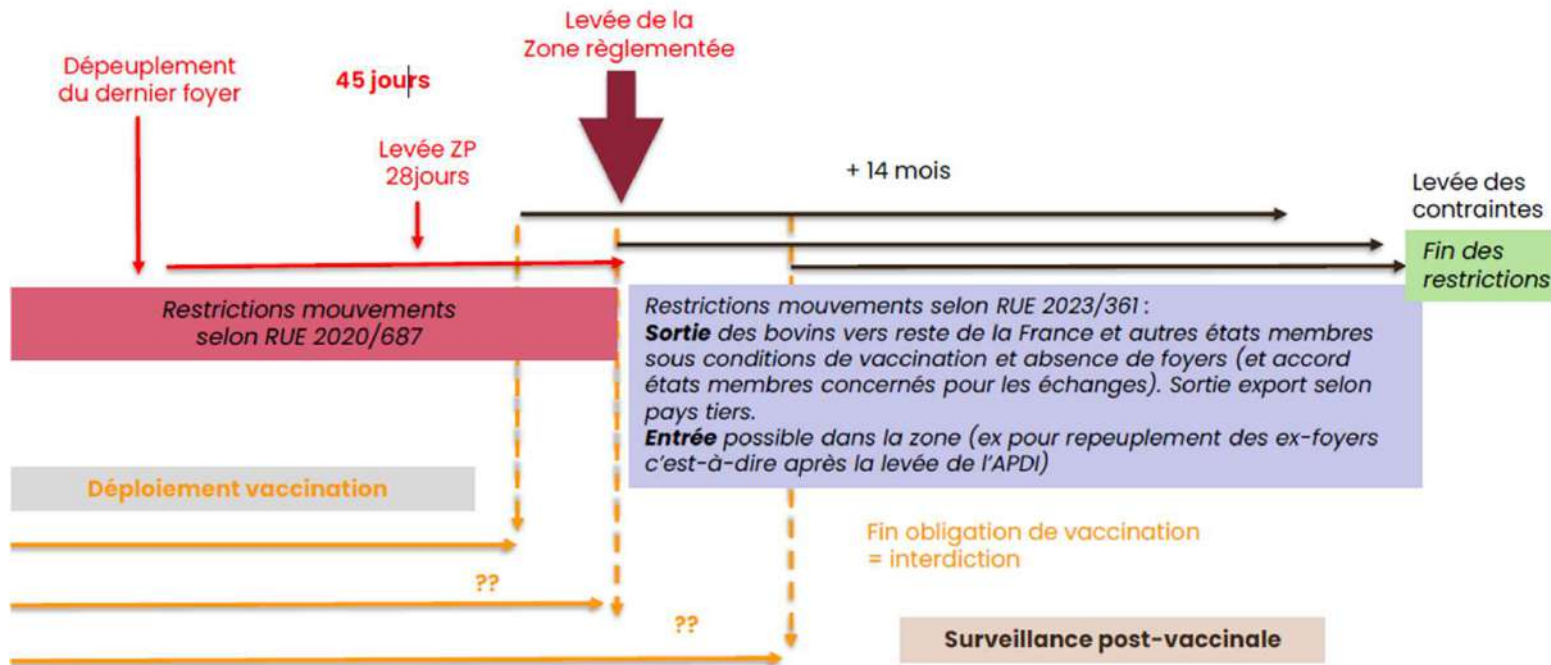 Levée de la
Zone règlementée
Dépeuplement
du dernier foyer
45 jours
Levée ZP
28jours
+ 14 mois
Levée des
contraintes
Fin des
restrictions
Restrictions mouvements
selon RUE 2020/687
Restrictions mouvements selon RUE 2023/361 :
Sortie des bovins vers reste de la France et autres états membres
sous conditions de vaccination et absence de foyers (et accord
états membres concernés pour les échanges). Sortie export selon
pays tiers.
Entrée possible dans la zone (ex pour repeuplement des ex-foyers
c'est-à-dire après la levée de l'APDI)
Déploiement vaccination
Fin obligation de vaccination
= interdiction
??
??
Surveillance post-vaccinale